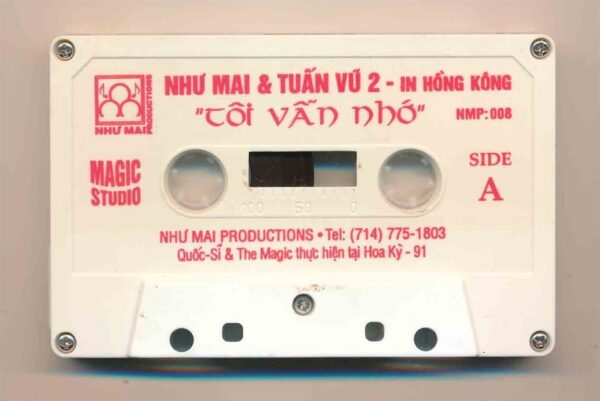 NHƯ MAI & TUẤN VŨ 2 - IN HỒNG KÔNG
"TÔI VẪN NHỚ"
NMP: 008
NHƯ MAI
PRODUCTIONS
MAGIC
STUDIO
SIDE
A
100 50 0
NHƯ MAI PRODUCTIONS • Tel: (714) 775-1803
Quốc-Sĩ & The Magic thực hiện tại Hoa Kỳ - 91